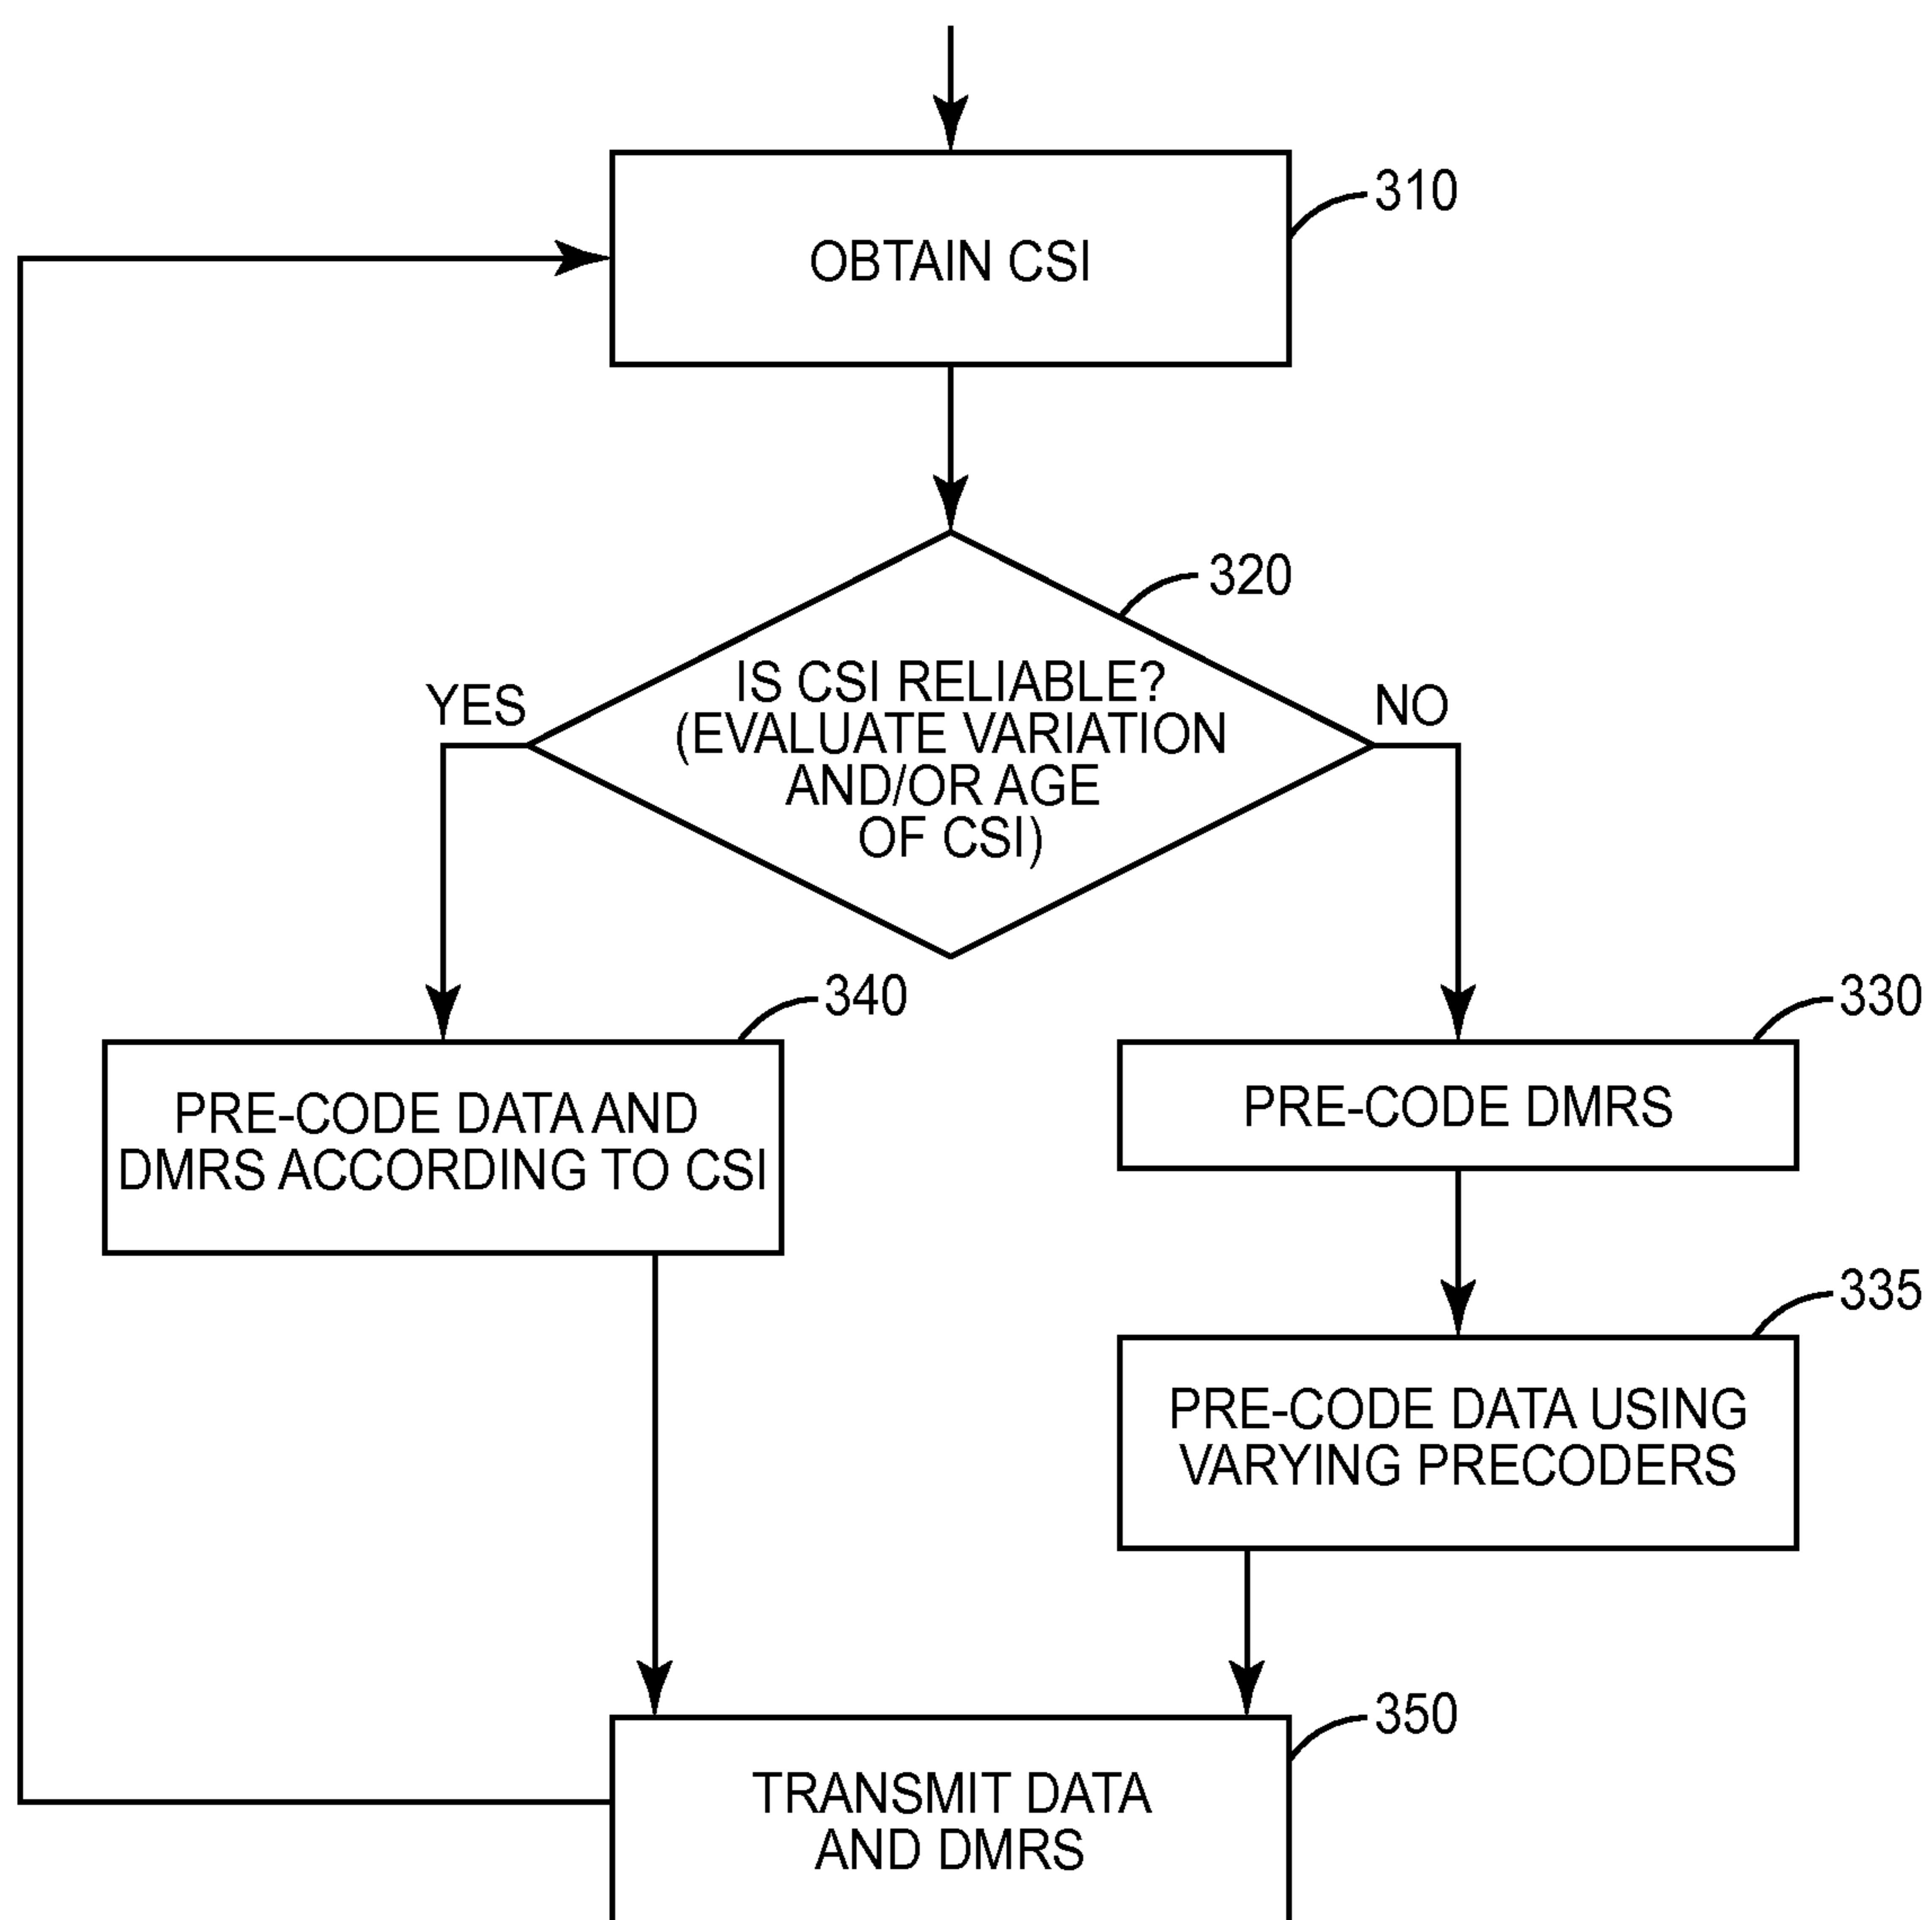 310
OBTAIN CSI
320
IS CSI RELIABLE?
(EVALUATE VARIATION
AND/OR AGE
OF CSI)
YES
NO
340
PRE-CODE DATA AND
DMRS ACCORDING TO CSI
330
PRE-CODE DMRS
335
PRE-CODE DATA USING
VARYING PRECODERS
350
TRANSMIT DATA
AND DMRS